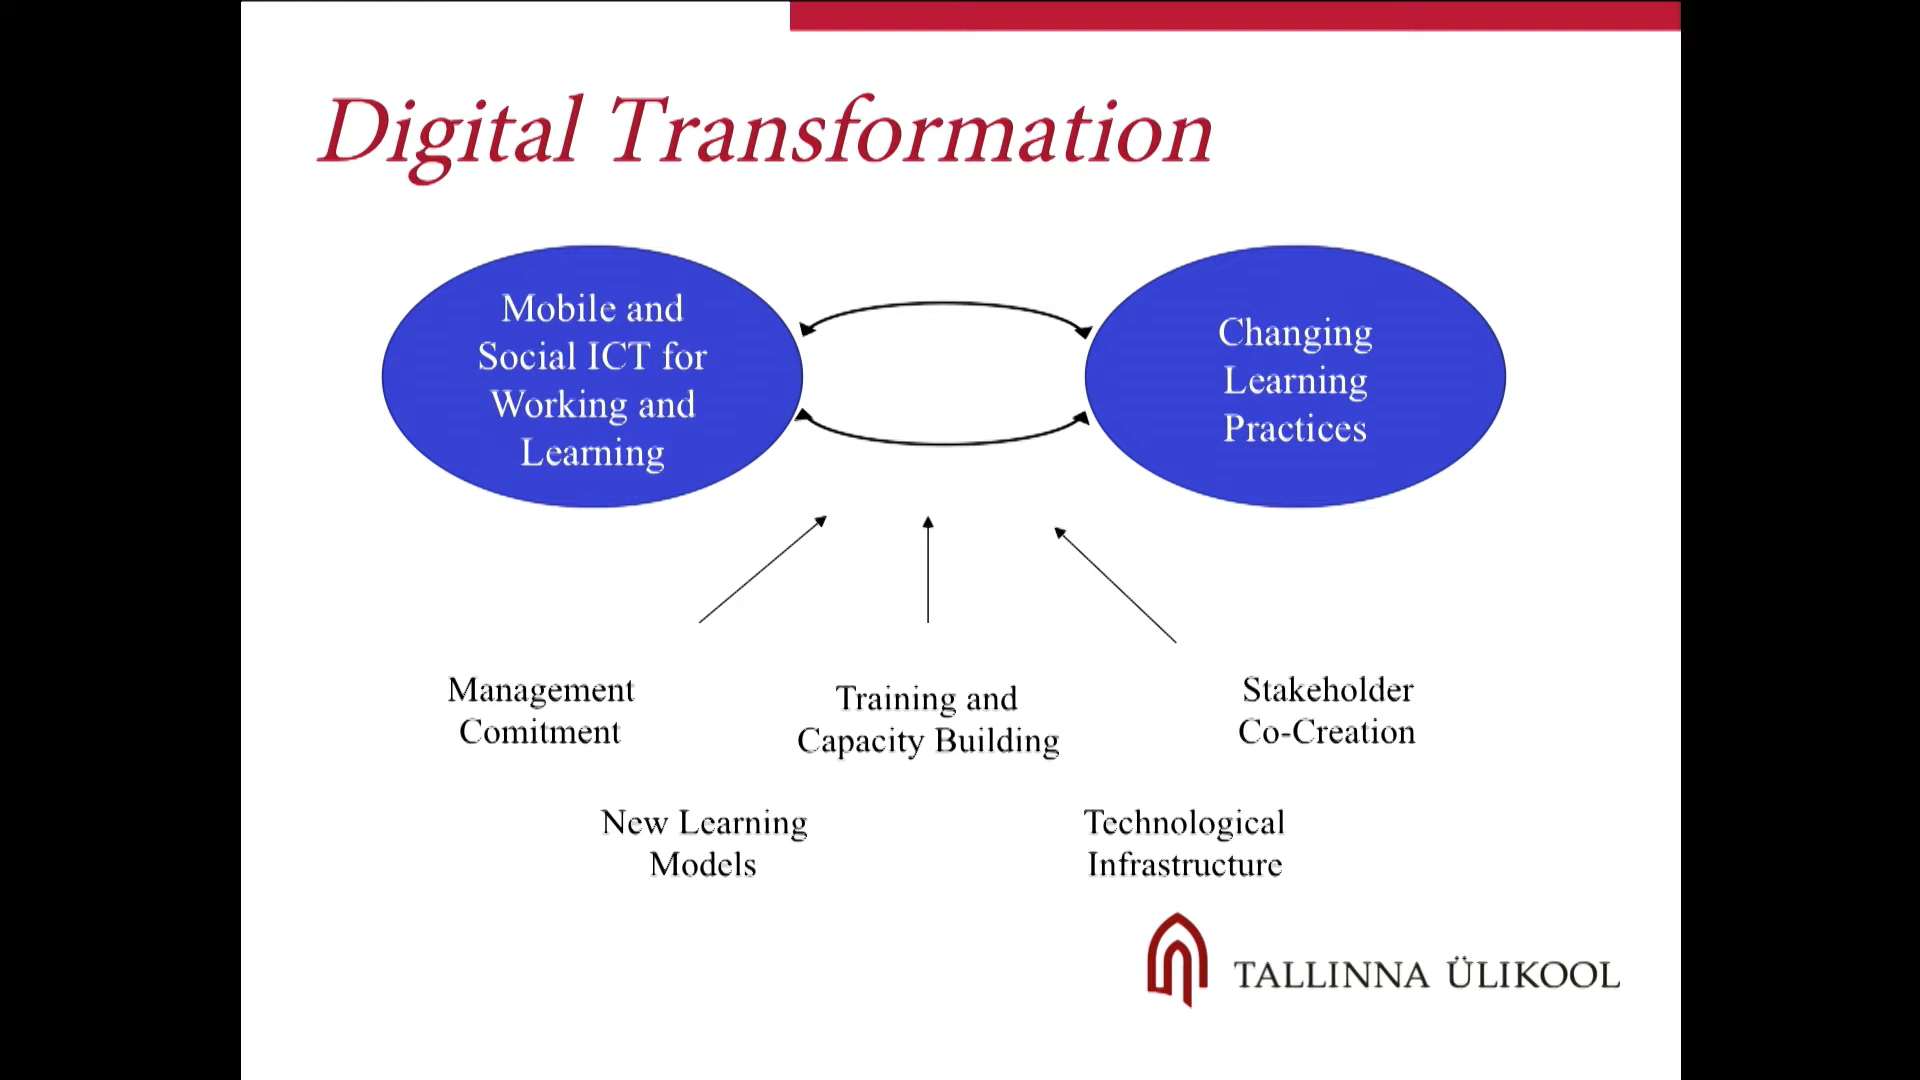 Digital Transformation
Mobile and
Social ICT for
Working and
Learning
Changing
Learning
Practices
Management
Comitment
Training and
Capacity Building
Stakeholder
Co-Creation
New Learning
Models
Technological
Infrastructure
TALLINNA ÜLIKOOL